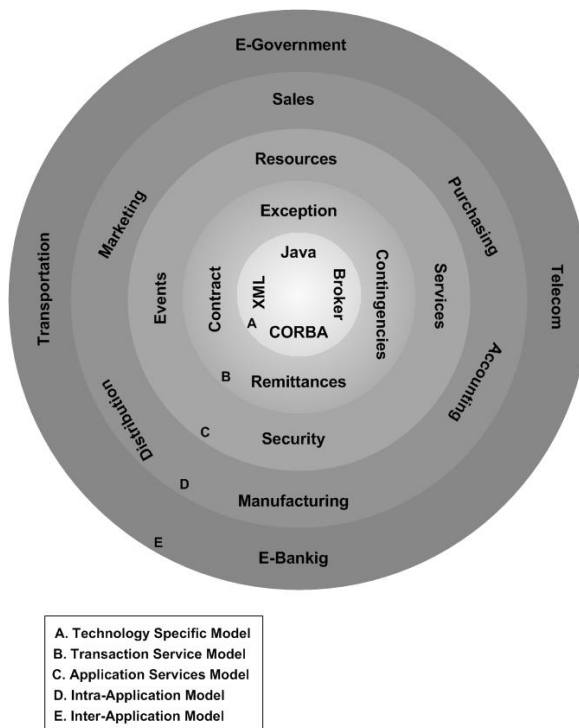 E-Government
Sales
Resources
Exception
Java
XML
Broker
CORBA
A
Contract
Contingencies
Remittances
B
Events
Services
Security
C
Marketing
Purchasing
Distribution
Accounting
Manufacturing
D
Transportation
Telecom
E-Bankig
E
A. Technology Specific Model
B. Transaction Service Model
C. Application Services Model
D. Intra-Application Model
E. Inter-Application Model